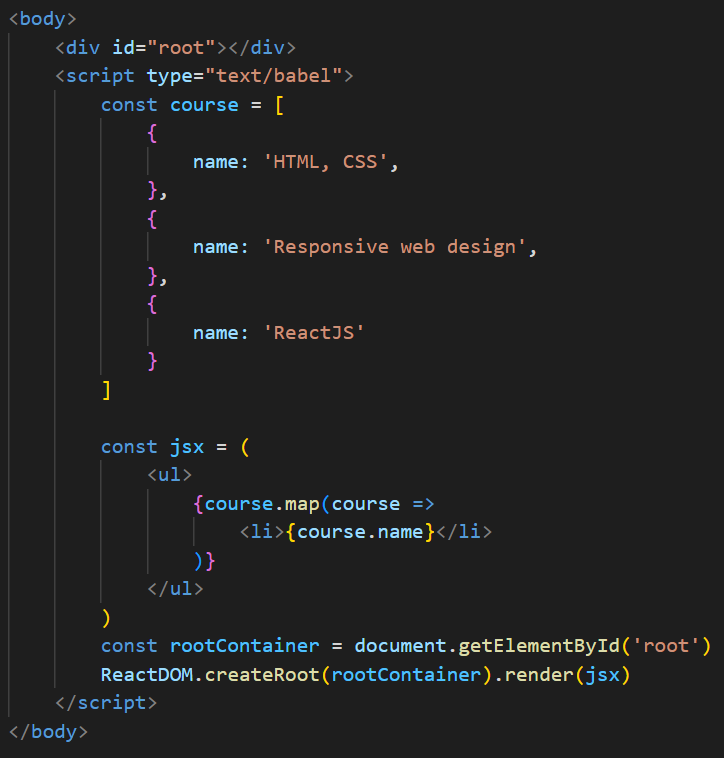 <body>
    <div id="root"></div>
    <script type="text/babel">
        const course = [
            {
                name: 'HTML, CSS',
            },
            {
                name: 'Responsive web design',
            },
            {
                name: 'ReactJS'
            }
        ]

        const jsx = (
            <ul>
                {course.map(course =>
                    <li>{course.name}</li>
                )}
            </ul>
        )
        const rootContainer = document.getElementById('root')
        ReactDOM.createRoot(rootContainer).render(jsx)
    </script>
</body>